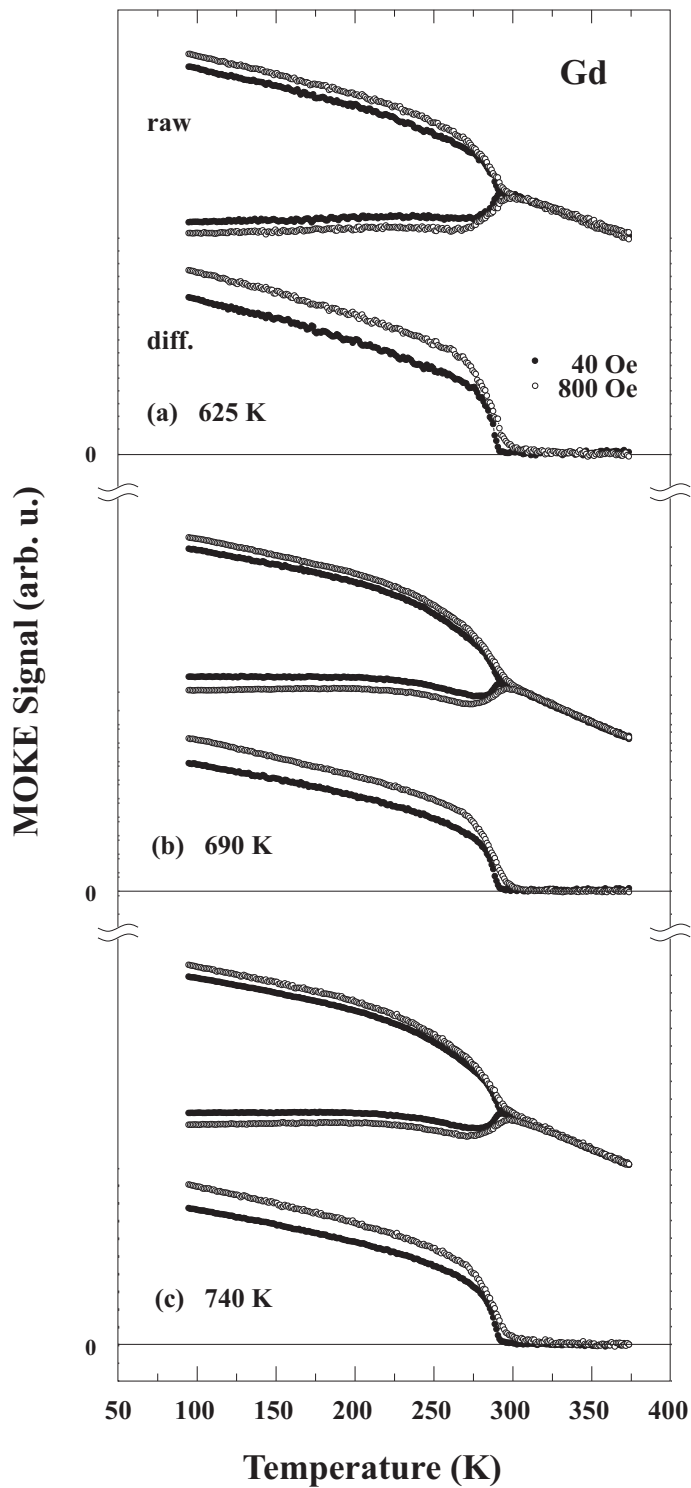 Gd
raw
diff.
40 Oe
800 Oe
(a) 625 K
0
MOKE Signal (arb. u.)
(b) 690 K
0
(c) 740 K
0
50 100 150 200 250 300 350 400
Temperature (K)